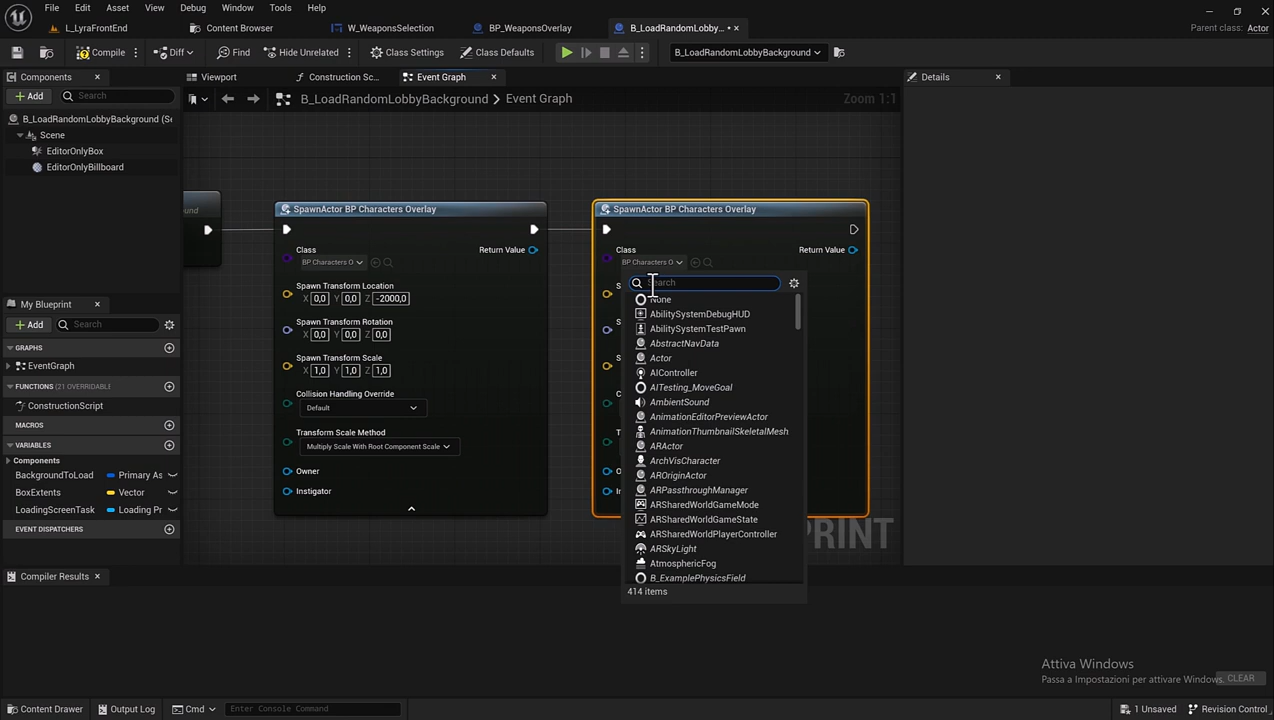 File Edit Asset View Debug Window Tools Help
L_LyraFrontEnd Content Browser W_WeaponsSelection BP_WeaponsOverlay B_LoadRandomLobby... •
Parent class: Actor
Compile Diff Find Hide Unrelated Class Settings Class Defaults B_LoadRandomLobbyBackground
Components
Viewport Construction Sc... Event Graph
Details
Add Search
B_LoadRandomLobbyBackground > Event Graph
Zoom 1:1
B_LoadRandomLobbyBackground (Se
Scene
EditorOnlyBox
EditorOnlyBillboard
und
SpawnActor BP Characters Overlay
Class
Return Value
BP Characters O
Spawn Transform Location
X 0,0 Y 0,0 Z -2000,0
Spawn Transform Rotation
X 0,0 Y 0,0 Z 0,0
Spawn Transform Scale
X 1,0 Y 1,0 Z 1,0
Collision Handling Override
Default
Transform Scale Method
Multiply Scale With Root Component Scale
Owner
Instigator
SpawnActor BP Characters Overlay
Class
Return Value
BP Characters O
Search
None
AbilitySystemDebugHUD
AbilitySystemTestPawn
AbstractNavData
Actor
AIController
AITesting_MoveGoal
AmbientSound
AnimationEditorPreviewActor
AnimationThumbnailSkeletalMesh
ARActor
ArchVisCharacter
AROriginActor
ARPassthroughManager
ARSharedWorldGameMode
ARSharedWorldGameState
ARSharedWorldPlayerController
ARSkyLight
AtmosphericFog
B_ExamplePhysicsField
414 items
My Blueprint
Add Search
GRAPHS
EventGraph
FUNCTIONS (21 OVERRIDABLE)
ConstructionScript
MACROS
VARIABLES
Components
BackgroundToLoad Primary As
BoxExtents Vector
LoadingScreenTask Loading Pr
EVENT DISPATCHERS
Compiler Results
Attiva Windows
Passa a Impostazioni per attivare Windows.
CLEAR
Content Drawer Output Log Cmd Enter Console Command 1 Unsaved Revision Control